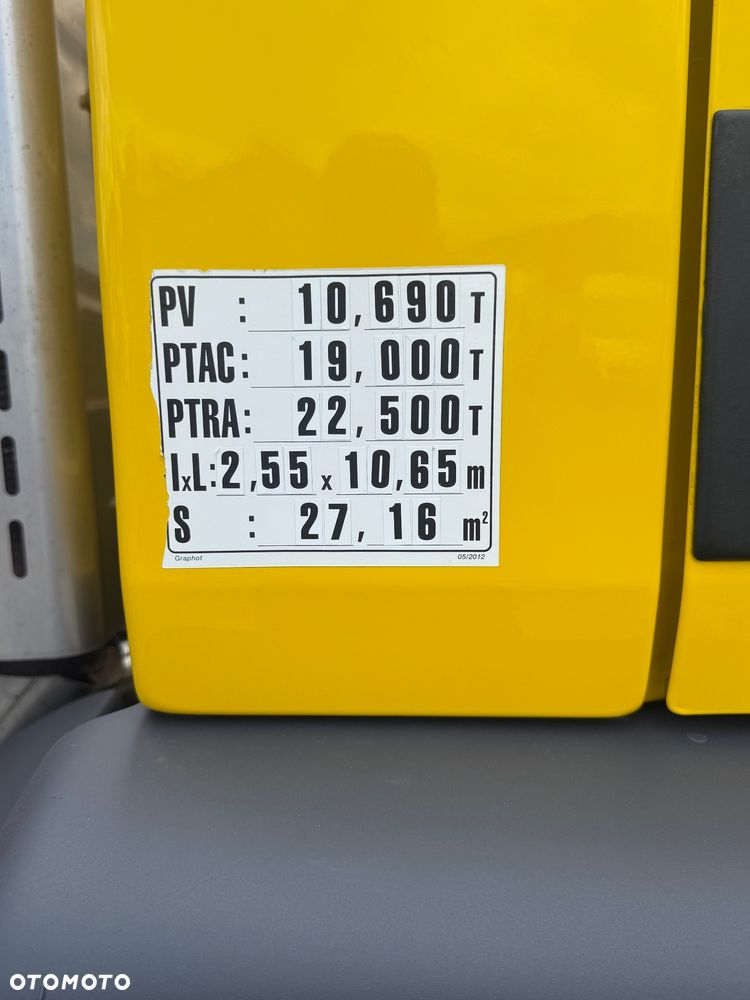 PV : 10,690 T
PTAC: 19,000 T
PTRA: 22,500 T
IxL: 2,55 x 10,65 m
S : 27,16 m²
Graphot 05/2012
OTOMOTO